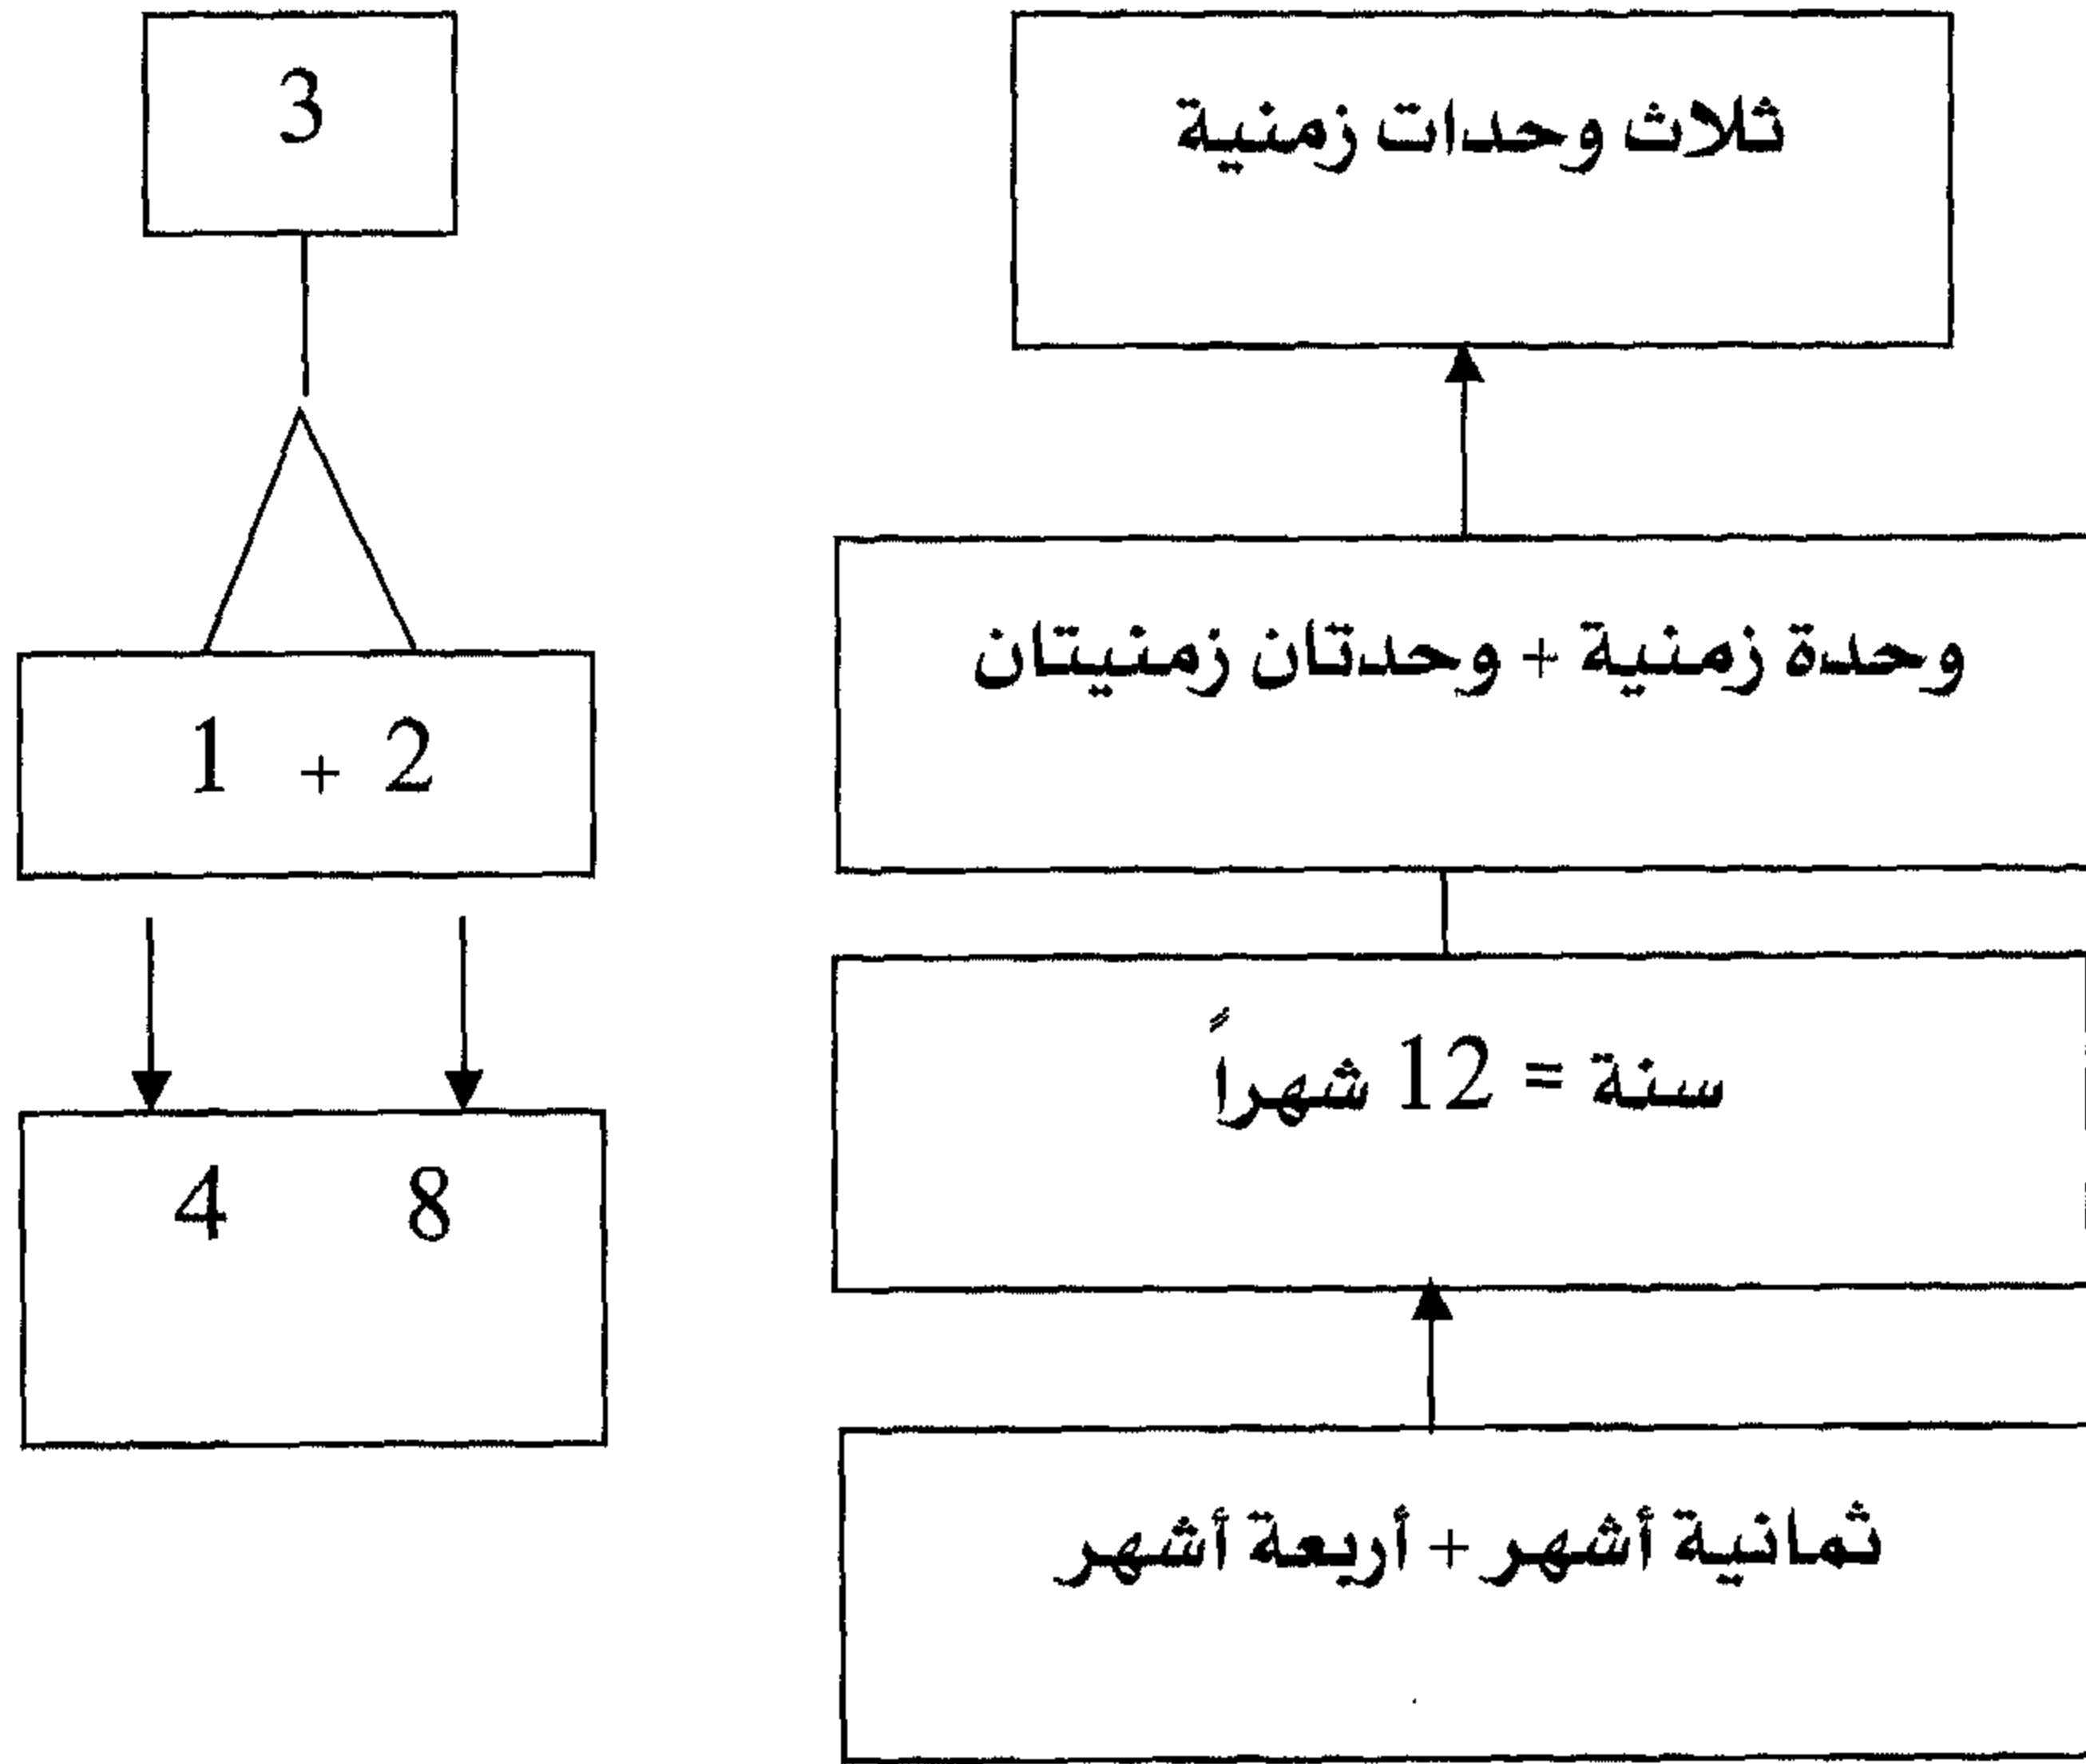 3
ثلاث وحدات زمنية
وحدة زمنية + وحدتان زمنيتان
1 + 2
سنة = 12 شهراً
4 8
ثمانية أشهر + أربعة أشهر